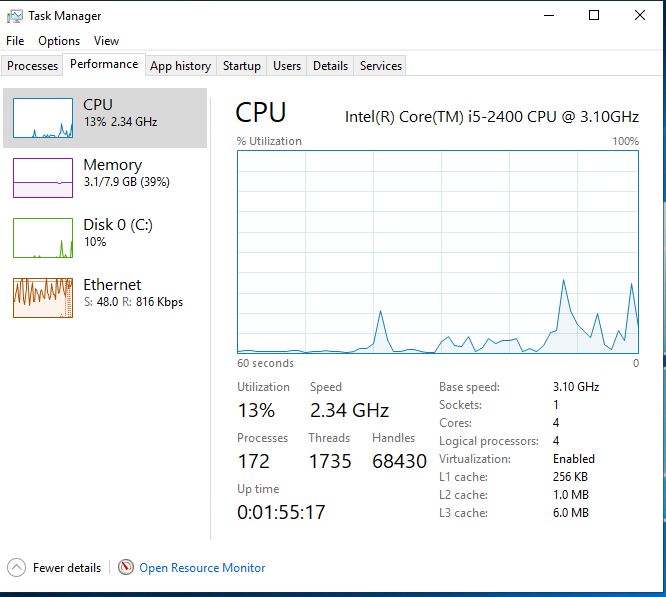 Task Manager
File Options View
Processes Performance App history Startup Users Details Services
CPU
13% 2.34 GHz
Memory
3.1/7.9 GB (39%)
Disk 0 (C:)
10%
Ethernet
S: 48.0 R: 816 Kbps
CPU Intel(R) Core(TM) i5-2400 CPU @ 3.10GHz
% Utilization 100%
60 seconds 0
Utilization Speed
13% 2.34 GHz
Processes Threads Handles
172 1735 68430
Up time
0:01:55:17
Base speed: 3.10 GHz
Sockets: 1
Cores: 4
Logical processors: 4
Virtualization: Enabled
L1 cache: 256 KB
L2 cache: 1.0 MB
L3 cache: 6.0 MB
Fewer details Open Resource Monitor